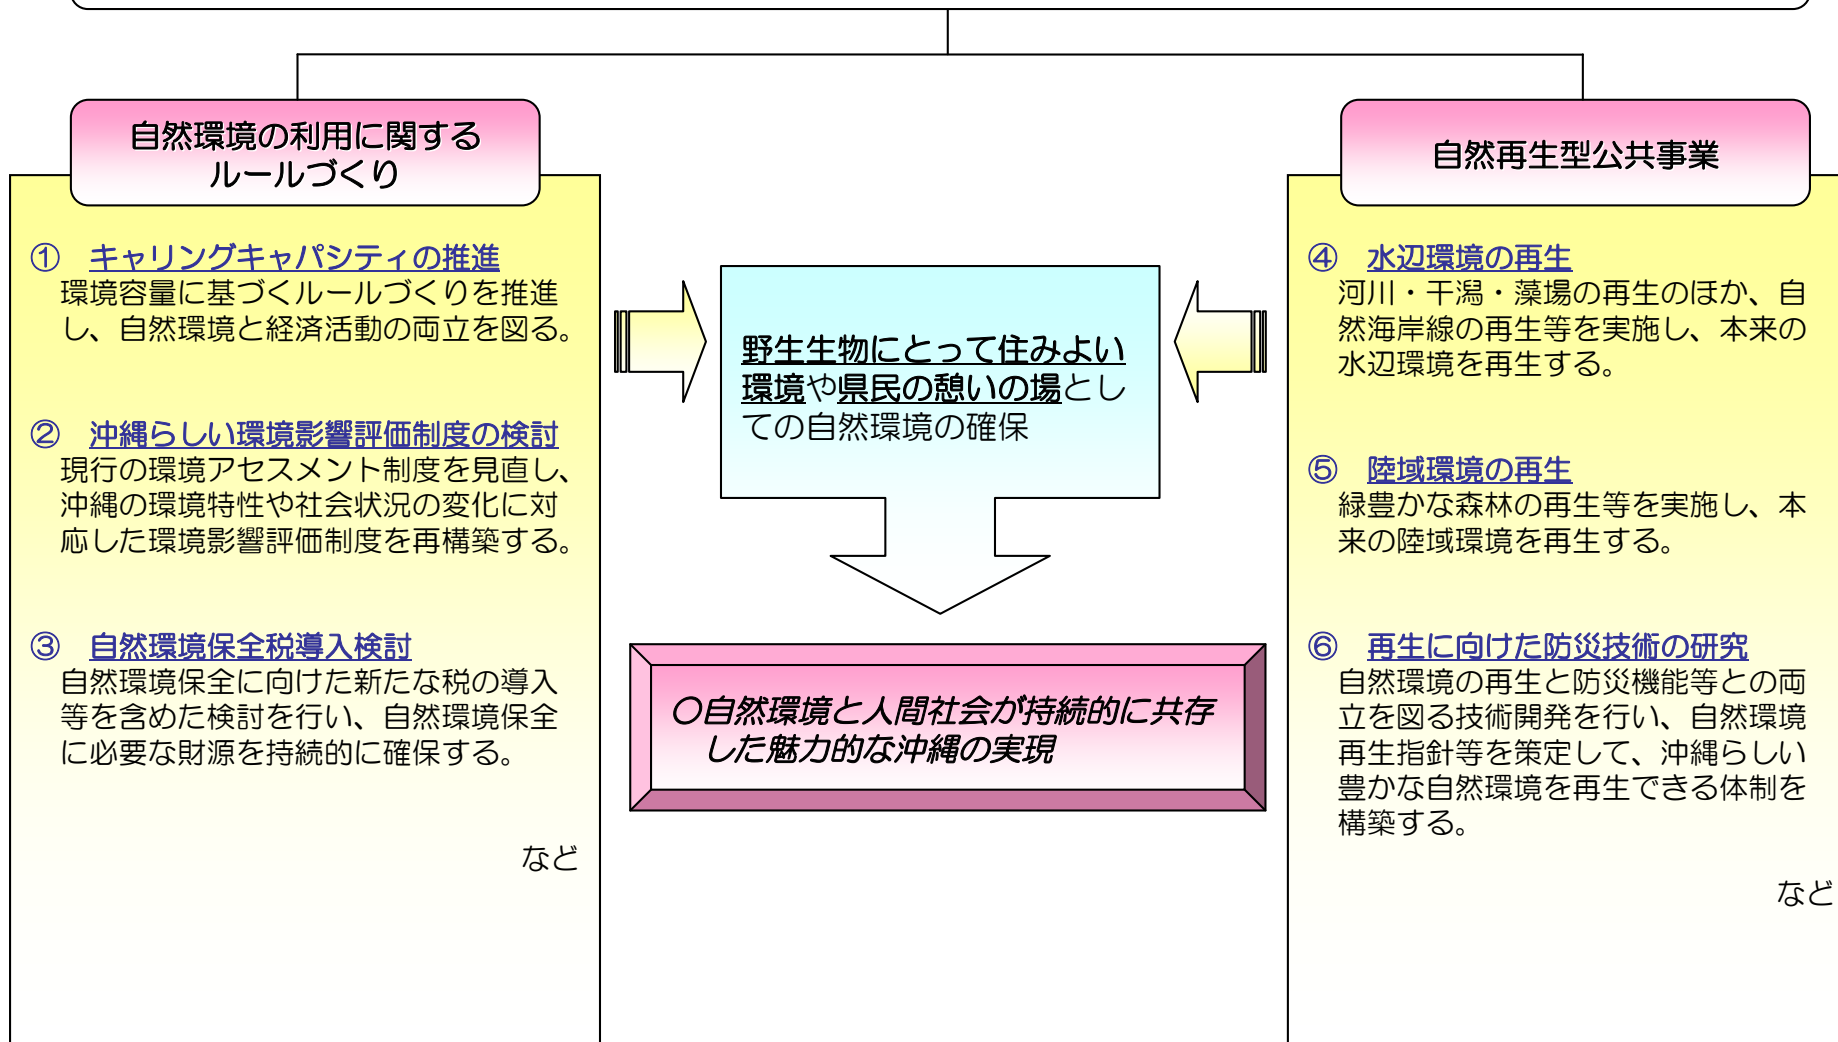 自然環境の利用に関する
ルールづくり
① キャリングキャパシティの推進
環境容量に基づくルールづくりを推進
し、自然環境と経済活動の両立を図る。
② 沖縄らしい環境影響評価制度の検討
現行の環境アセスメント制度を見直し、
沖縄の環境特性や社会状況の変化に対
応した環境影響評価制度を再構築する。
③ 自然環境保全税導入検討
自然環境保全に向けた新たな税の導入
等を含めた検討を行い、自然環境保全
に必要な財源を持続的に確保する。
など
野生生物にとって住みよい
環境や県民の憩いの場とし
ての自然環境の確保
〇自然環境と人間社会が持続的に共存
した魅力的な沖縄の実現
自然再生型公共事業
④ 水辺環境の再生
河川・干潟・藻場の再生のほか、自
然海岸線の再生等を実施し、本来の
水辺環境を再生する。
⑤ 陸域環境の再生
緑豊かな森林の再生等を実施し、本
来の陸域環境を再生する。
⑥ 再生に向けた防災技術の研究
自然環境の再生と防災機能等との両
立を図る技術開発を行い、自然環境
再生指針等を策定して、沖縄らしい
豊かな自然環境を再生できる体制を
構築する。
など